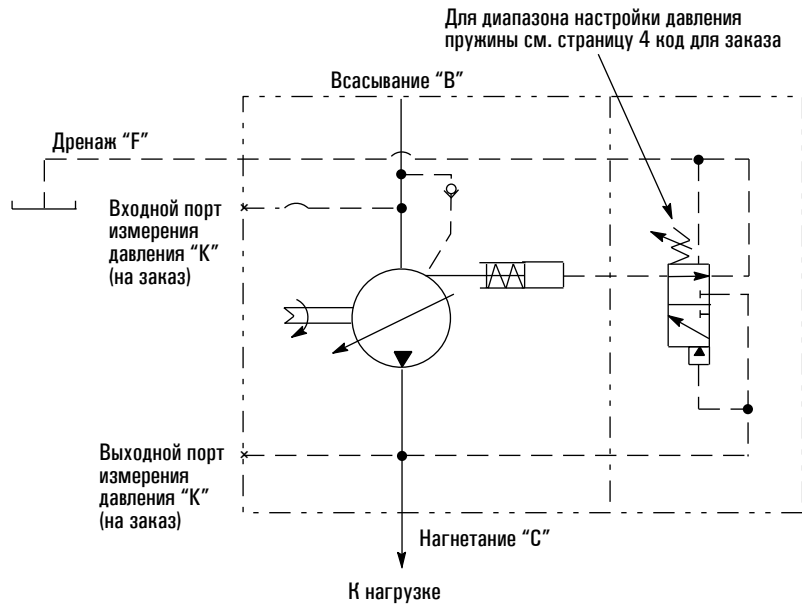 Для диапазона настройки давления
пружины см. страницу 4 код для заказа
Всасывание “B”
Дренаж “F”
Входной порт
измерения
давления “K”
(на заказ)
Выходной порт
измерения
давления “K”
(на заказ)
Нагнетание “C”
К нагрузке